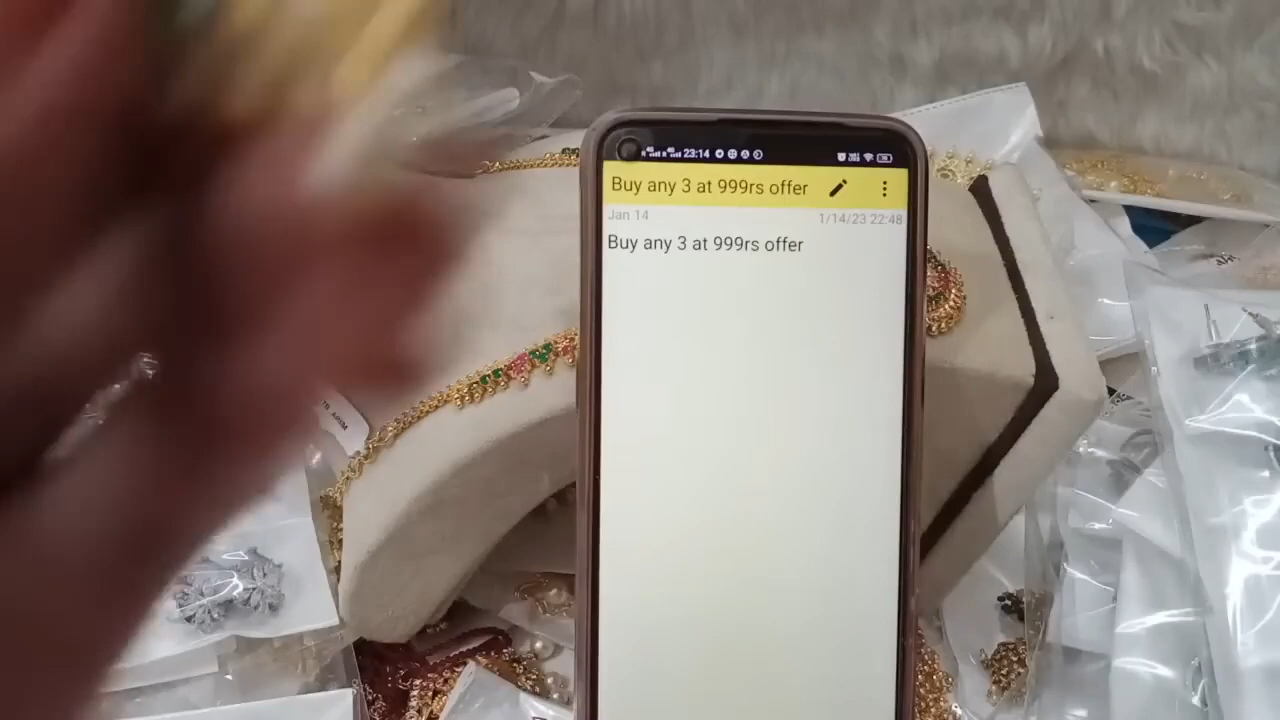 23:14
Buy any 3 at 999rs offer
Jan 14
1/14/23 22:48
Buy any 3 at 999rs offer